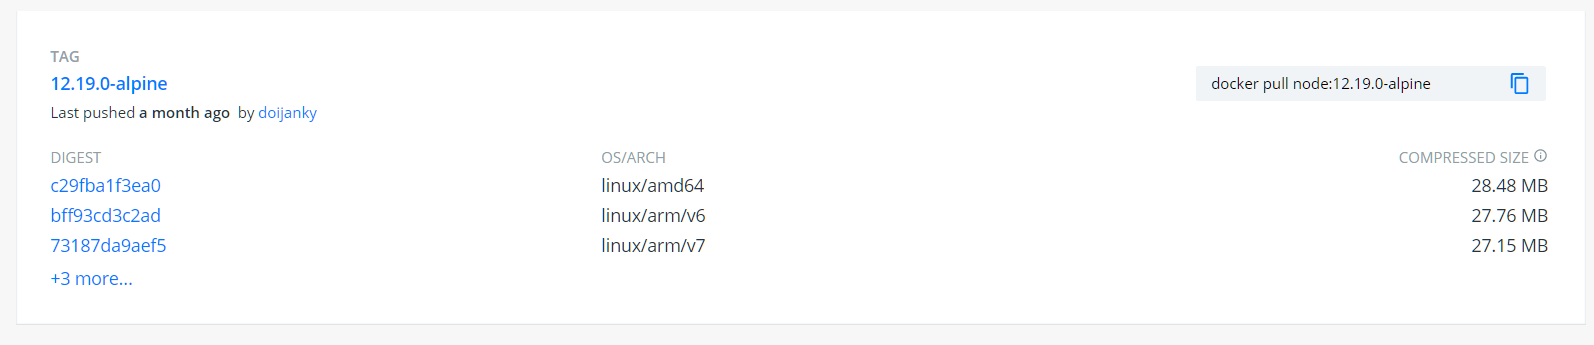 TAG
12.19.0-alpine
docker pull node:12.19.0-alpine
Last pushed a month ago by doijanky
DIGEST OS/ARCH COMPRESSED SIZE
c29fba1f3ea0 linux/amd64 28.48 MB
bff93cd3c2ad linux/arm/v6 27.76 MB
73187da9aef5 linux/arm/v7 27.15 MB
+3 more...